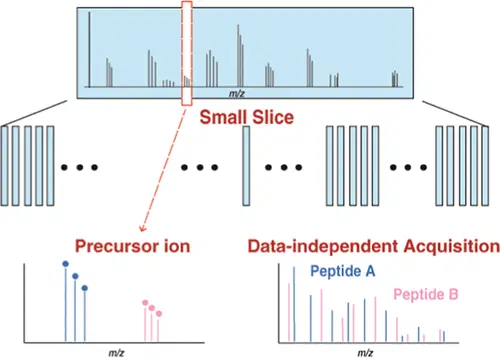 m/z
Small Slice
Precursor ion
Data-independent Acquisition
Peptide A
Peptide B
m/z
m/z